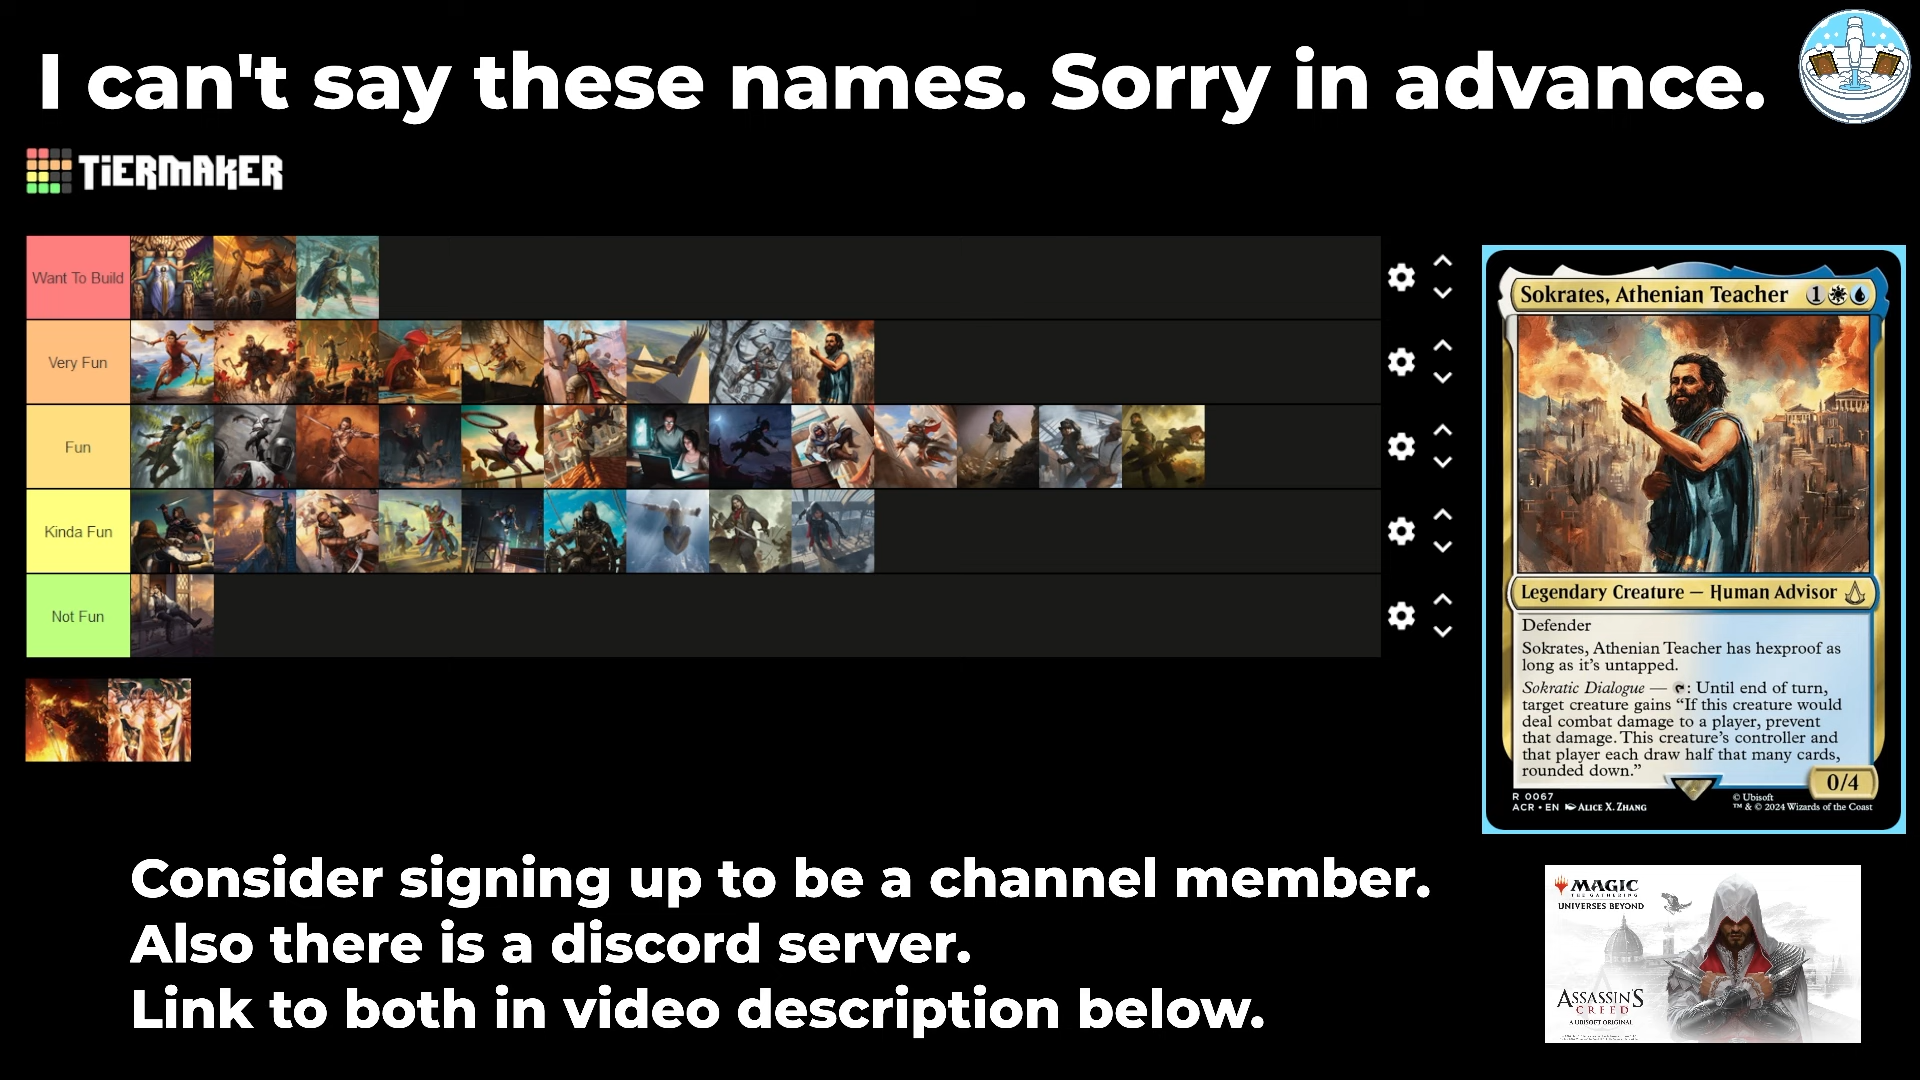 I can't say these names. Sorry in advance.
TiERMAKER
Want To Build
Very Fun
Fun
Kinda Fun
Not Fun
Sokrates, Athenian Teacher 1
Legendary Creature — Human Advisor
Defender
Sokrates, Athenian Teacher has hexproof as
long as it's untapped.
Sokratic Dialogue — : Until end of turn,
target creature gains “If this creature would
deal combat damage to a player, prevent
that damage. This creature's controller and
that player each draw half that many cards,
rounded down.”
0/4
R 0067
ACR • EN ALICE X. ZHANG
© Ubisoft
™ & © 2024 Wizards of the Coast
Consider signing up to be a channel member.
Also there is a discord server.
Link to both in video description below.
MAGIC
THE GATHERING
UNIVERSES BEYOND
ASSASSIN'S
CREED
A UBISOFT ORIGINAL